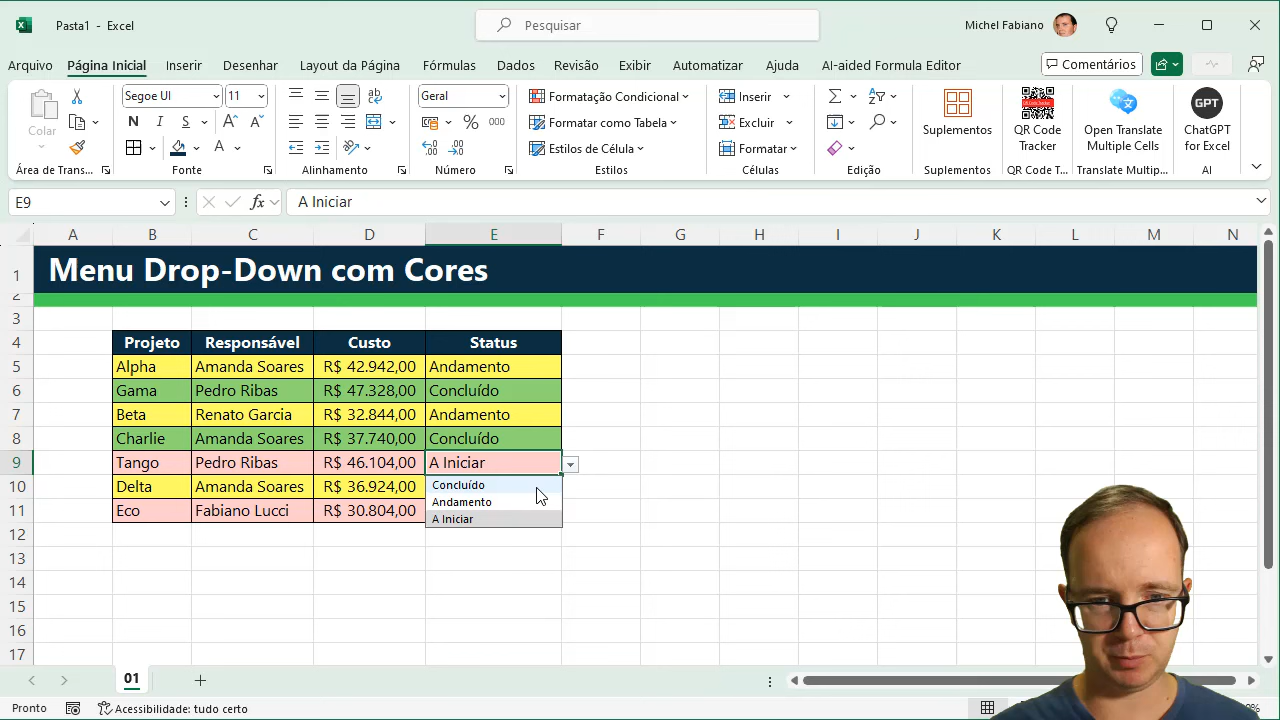 Pasta1 - Excel
Pesquisar
Michel Fabiano
Arquivo Página Inicial Inserir Desenhar Layout da Página Fórmulas Dados Revisão Exibir Automatizar Ajuda AI-aided Formula Editor
Comentários
Colar
Área de Trans...
Segoe UI 11
N I S
Fonte
ab
Alinhamento
Geral
% 000
Número
Formatação Condicional
Formatar como Tabela
Estilos de Célula
Estilos
Inserir
Excluir
Formatar
Células
Edição
Suplementos
Suplementos
QR Code
Tracker
QR Code T...
Open Translate
Multiple Cells
Translate Multip...
GPT
ChatGPT
for Excel
AI
E9 fx A Iniciar
A B C D E F G H I J K L M N
1 Menu Drop-Down com Cores
2
3
4 Projeto Responsável Custo Status
5 Alpha Amanda Soares R$ 42.942,00 Andamento
6 Gama Pedro Ribas R$ 47.328,00 Concluído
7 Beta Renato Garcia R$ 32.844,00 Andamento
8 Charlie Amanda Soares R$ 37.740,00 Concluído
9 Tango Pedro Ribas R$ 46.104,00 A Iniciar
10 Delta Amanda Soares R$ 36.924,00
11 Eco Fabiano Lucci R$ 30.804,00
Concluído
Andamento
A Iniciar
12
13
14
15
16
17
01
Pronto
Acessibilidade: tudo certo